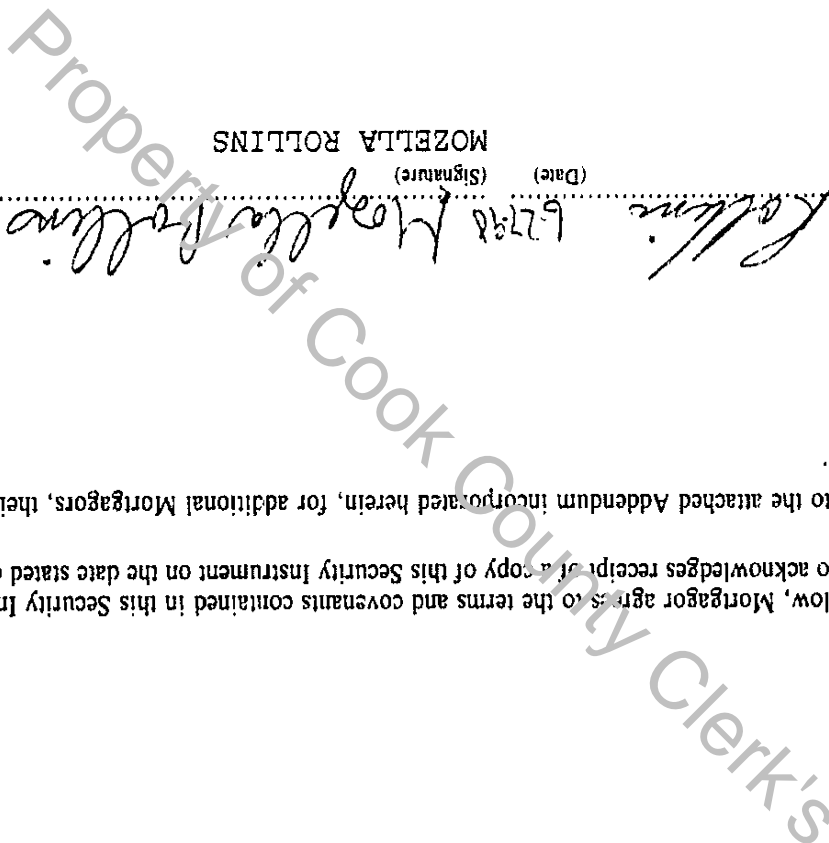 low, Mortgagor agrees to the terms and covenants contained in this Security In
o acknowledges receipt of a copy of this Security Instrument on the date stated
to the attached Addendum incorporated herein, for additional Mortgagors, thei
Rollins 6-27-98 Mozella Rollins
(Date) (Signature)
MOZELLA ROLLINS
Property of Cook County Clerk's